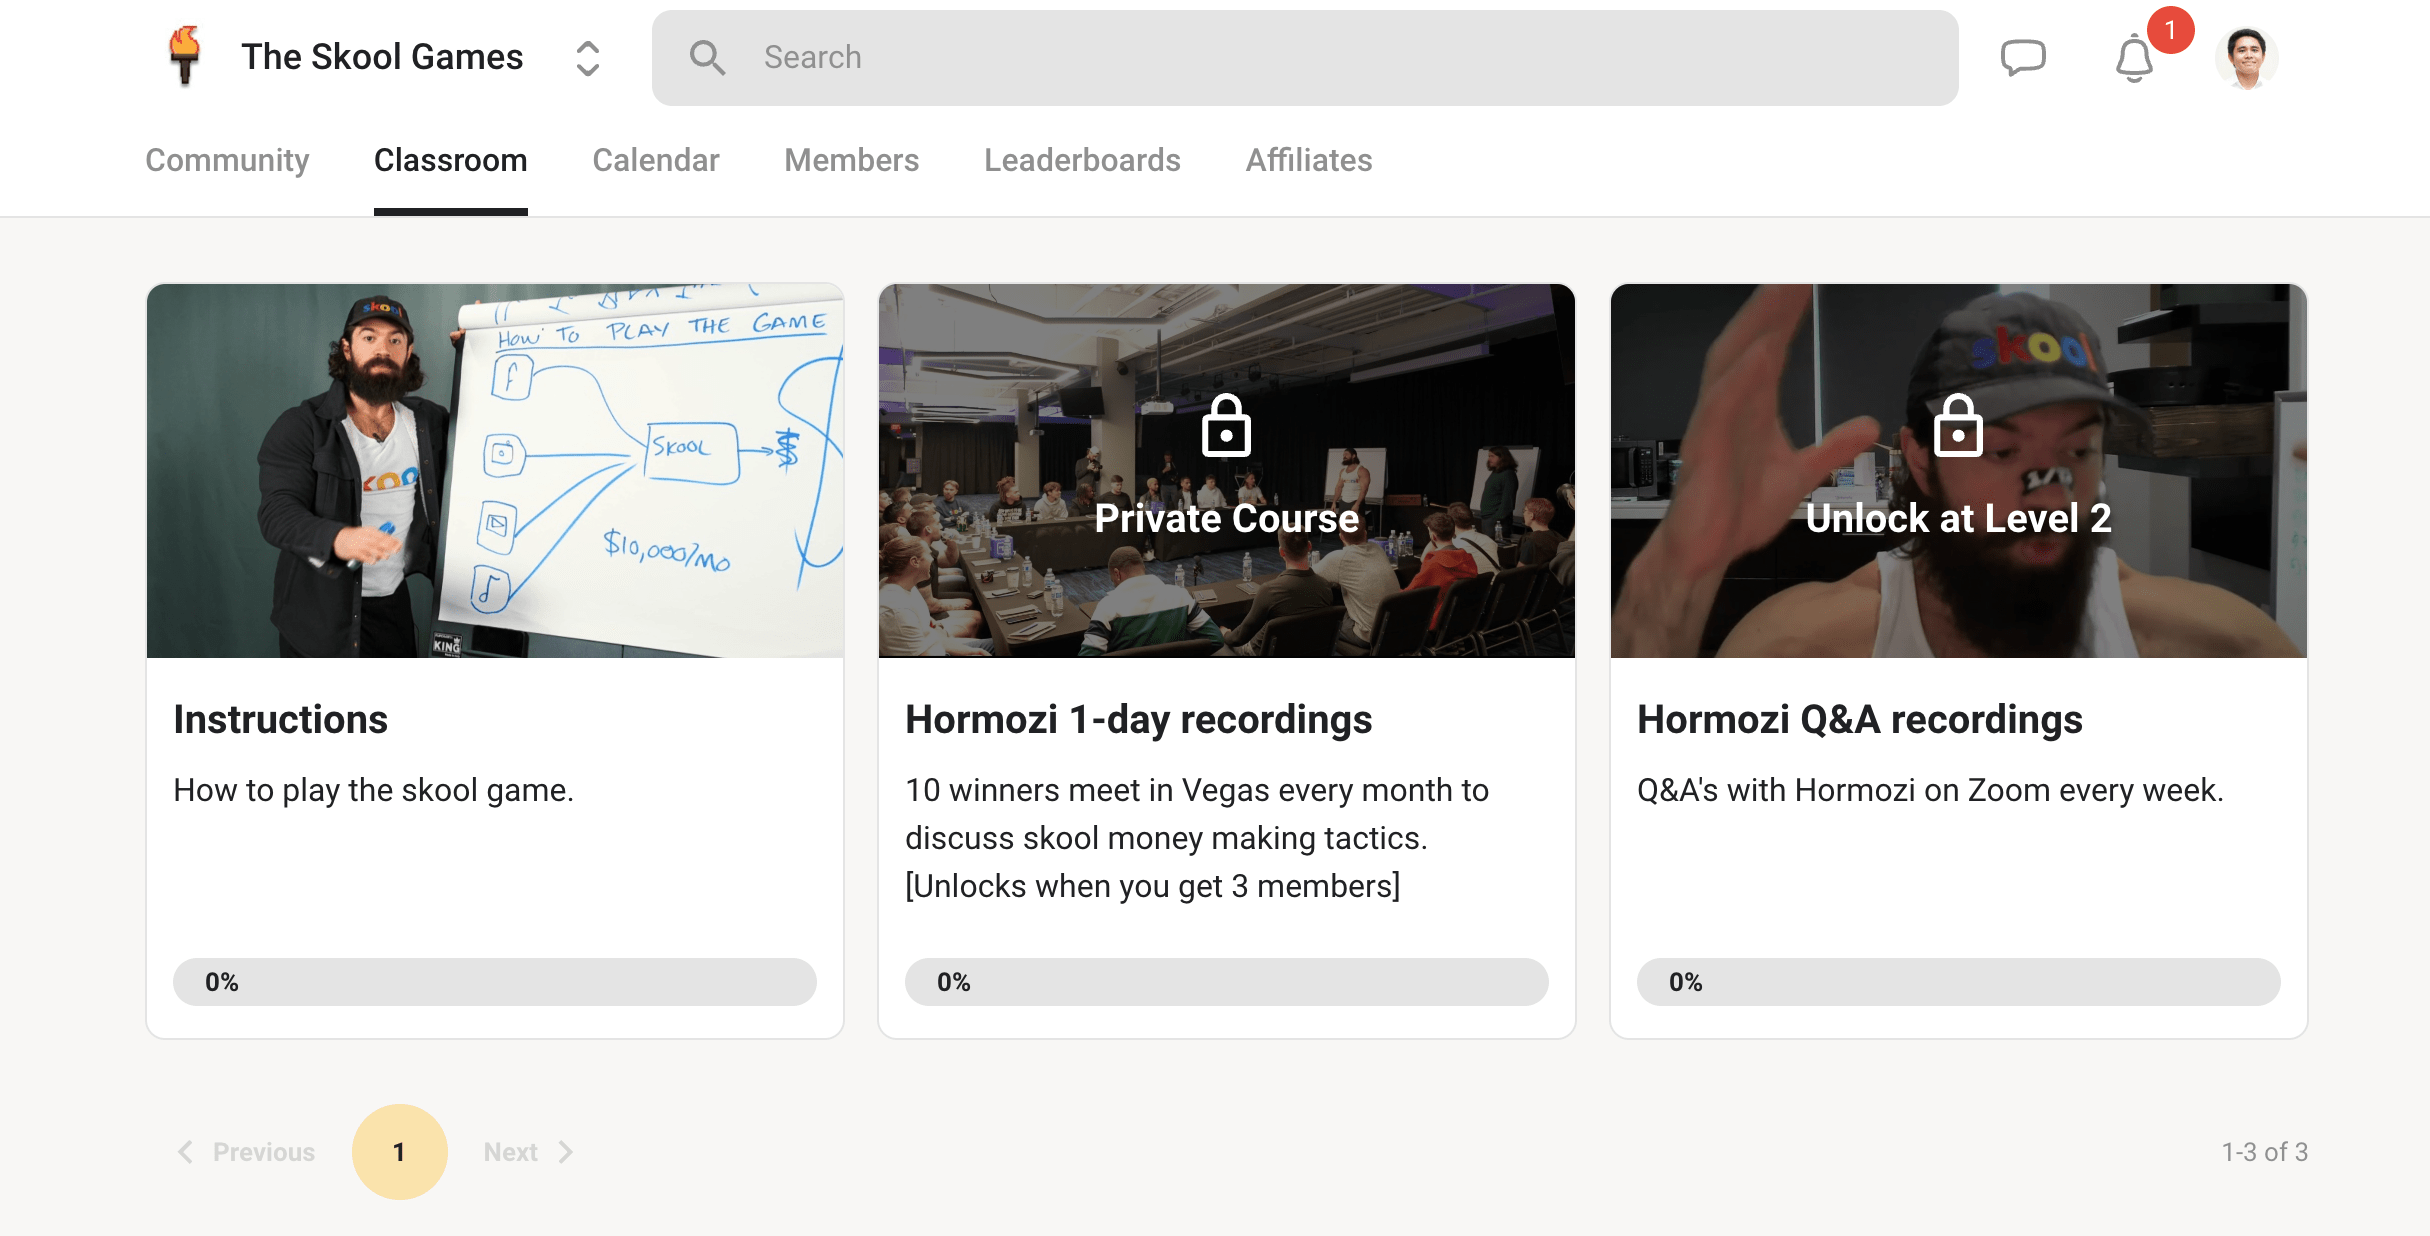 The Skool Games
Search
1
Community
Classroom
Calendar
Members
Leaderboards
Affiliates
skool
HOW TO PLAY THE GAME
f
SKOOL
$
$10,000/MO
KING
Private Course
skool
Unlock at Level 2
Instructions
How to play the skool game.
0%
Hormozi 1-day recordings
10 winners meet in Vegas every month to
discuss skool money making tactics.
[Unlocks when you get 3 members]
0%
Hormozi Q&A recordings
Q&A's with Hormozi on Zoom every week.
0%
Previous
1
Next
1-3 of 3